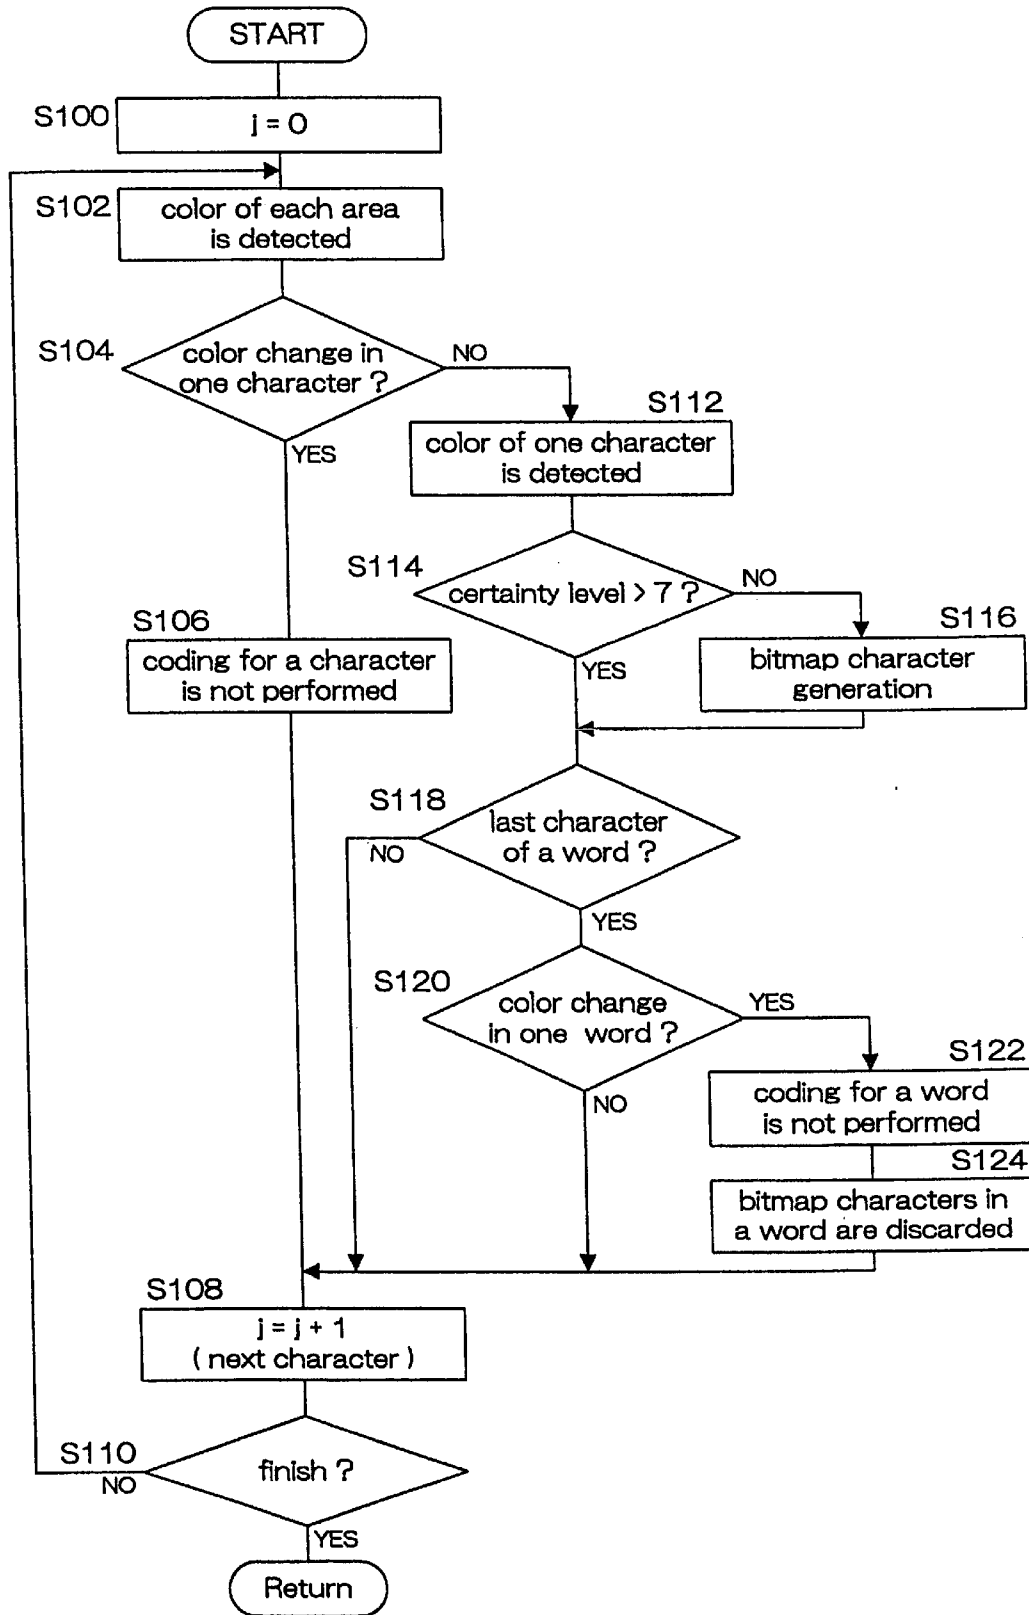 START
S100
j = 0
S102
color of each area
is detected
S104
color change in
one character ?
NO
YES
S112
color of one character
is detected
S114
certainty level > 7 ?
NO
YES
S106
coding for a character
is not performed
S116
bitmap character
generation
S118
last character
of a word ?
NO
YES
S120
color change
in one word ?
YES
NO
S122
coding for a word
is not performed
S124
bitmap characters in
a word are discarded
S108
j = j + 1
( next character )
S110
finish ?
NO
YES
Return